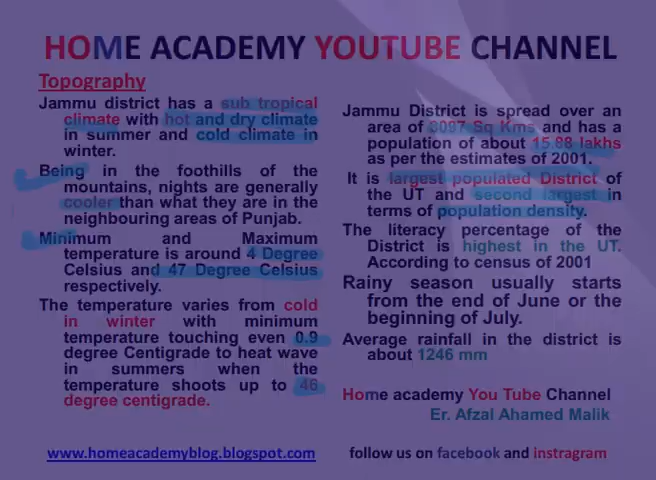 HOME ACADEMY YOUTUBE CHANNEL
Topography
Jammu district has a sub tropical
climate with hot and dry climate
in summer and cold climate in
winter.
Being in the foothills of the
mountains, nights are generally
cooler than what they are in the
neighbouring areas of Punjab.
Minimum and Maximum
temperature is around 4 Degree
Celsius and 47 Degree Celsius
respectively.
The temperature varies from cold
in winter with minimum
temperature touching even 0.9
degree Centigrade to heat wave
in summers when the
temperature shoots up to 46
degree centigrade.
Jammu District is spread over an
area of 3097 Sq Kms and has a
population of about 15.88 lakhs
as per the estimates of 2001.
It is largest populated District of
the UT and second largest in
terms of population density.
The literacy percentage of the
District is highest in the UT.
According to census of 2001
Rainy season usually starts
from the end of June or the
beginning of July.
Average rainfall in the district is
about 1246 mm
Home academy You Tube Channel
Er. Afzal Ahamed Malik
www.homeacademyblog.blogspot.com
follow us on facebook and instragram